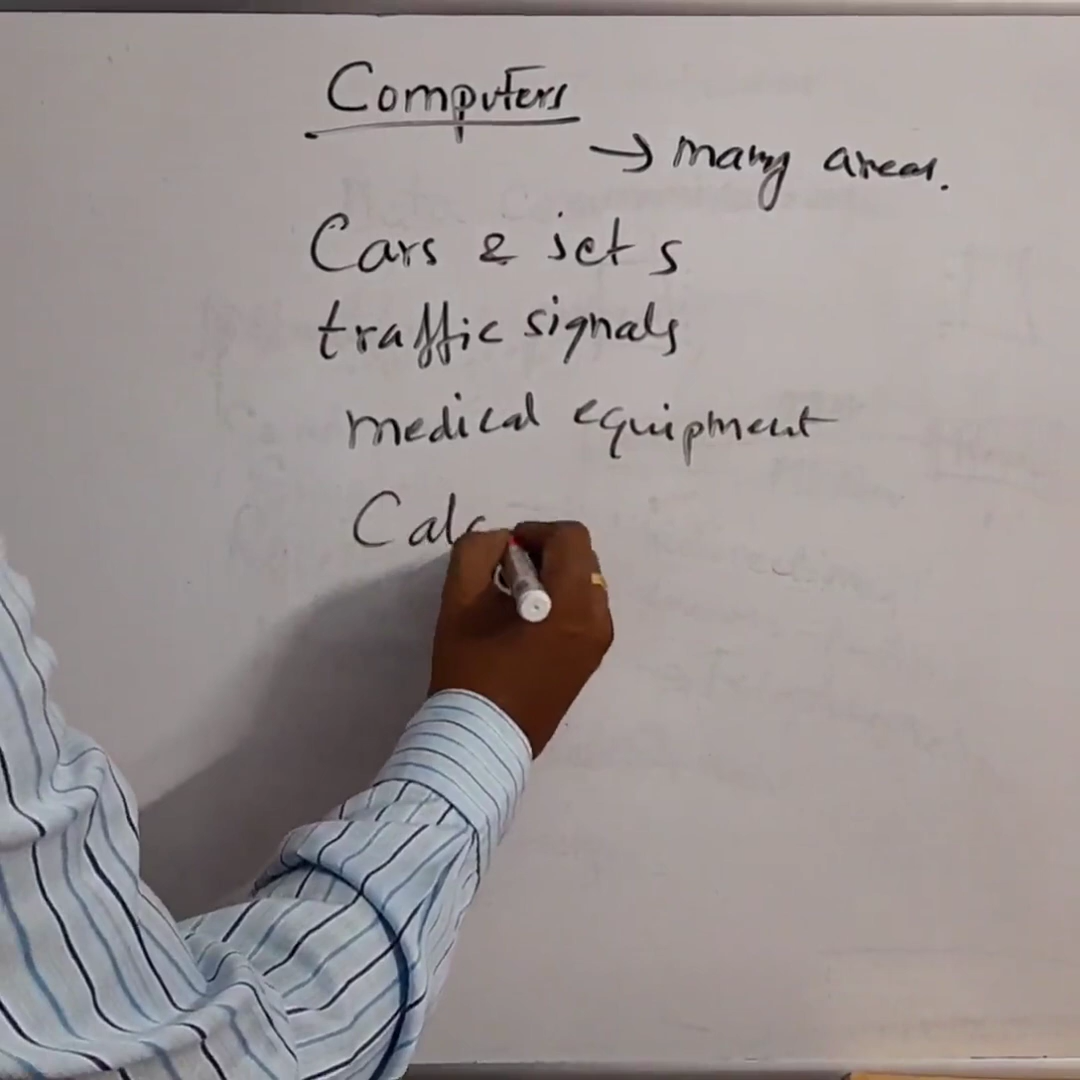 Computers
→ many areas.
Cars & jets
traffic signals
medical equipment
Calc